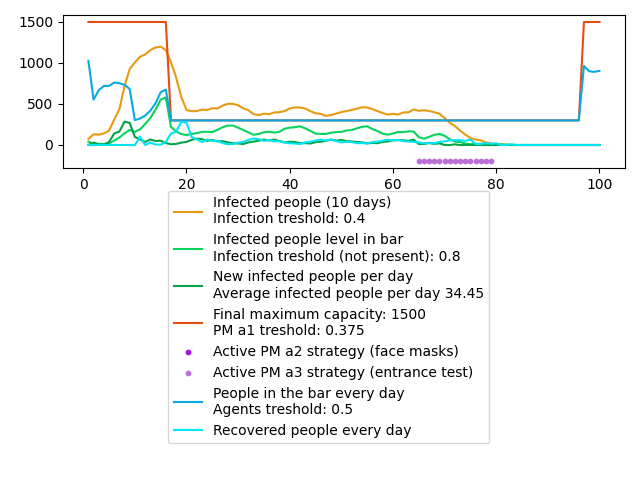 1500
1000
500
0
0 20 40 60 80 100
Infected people (10 days)
Infection treshold: 0.4
Infected people level in bar
Infection treshold (not present): 0.8
New infected people per day
Average infected people per day 34.45
Final maximum capacity: 1500
PM a1 treshold: 0.375
Active PM a2 strategy (face masks)
Active PM a3 strategy (entrance test)
People in the bar every day
Agents treshold: 0.5
Recovered people every day